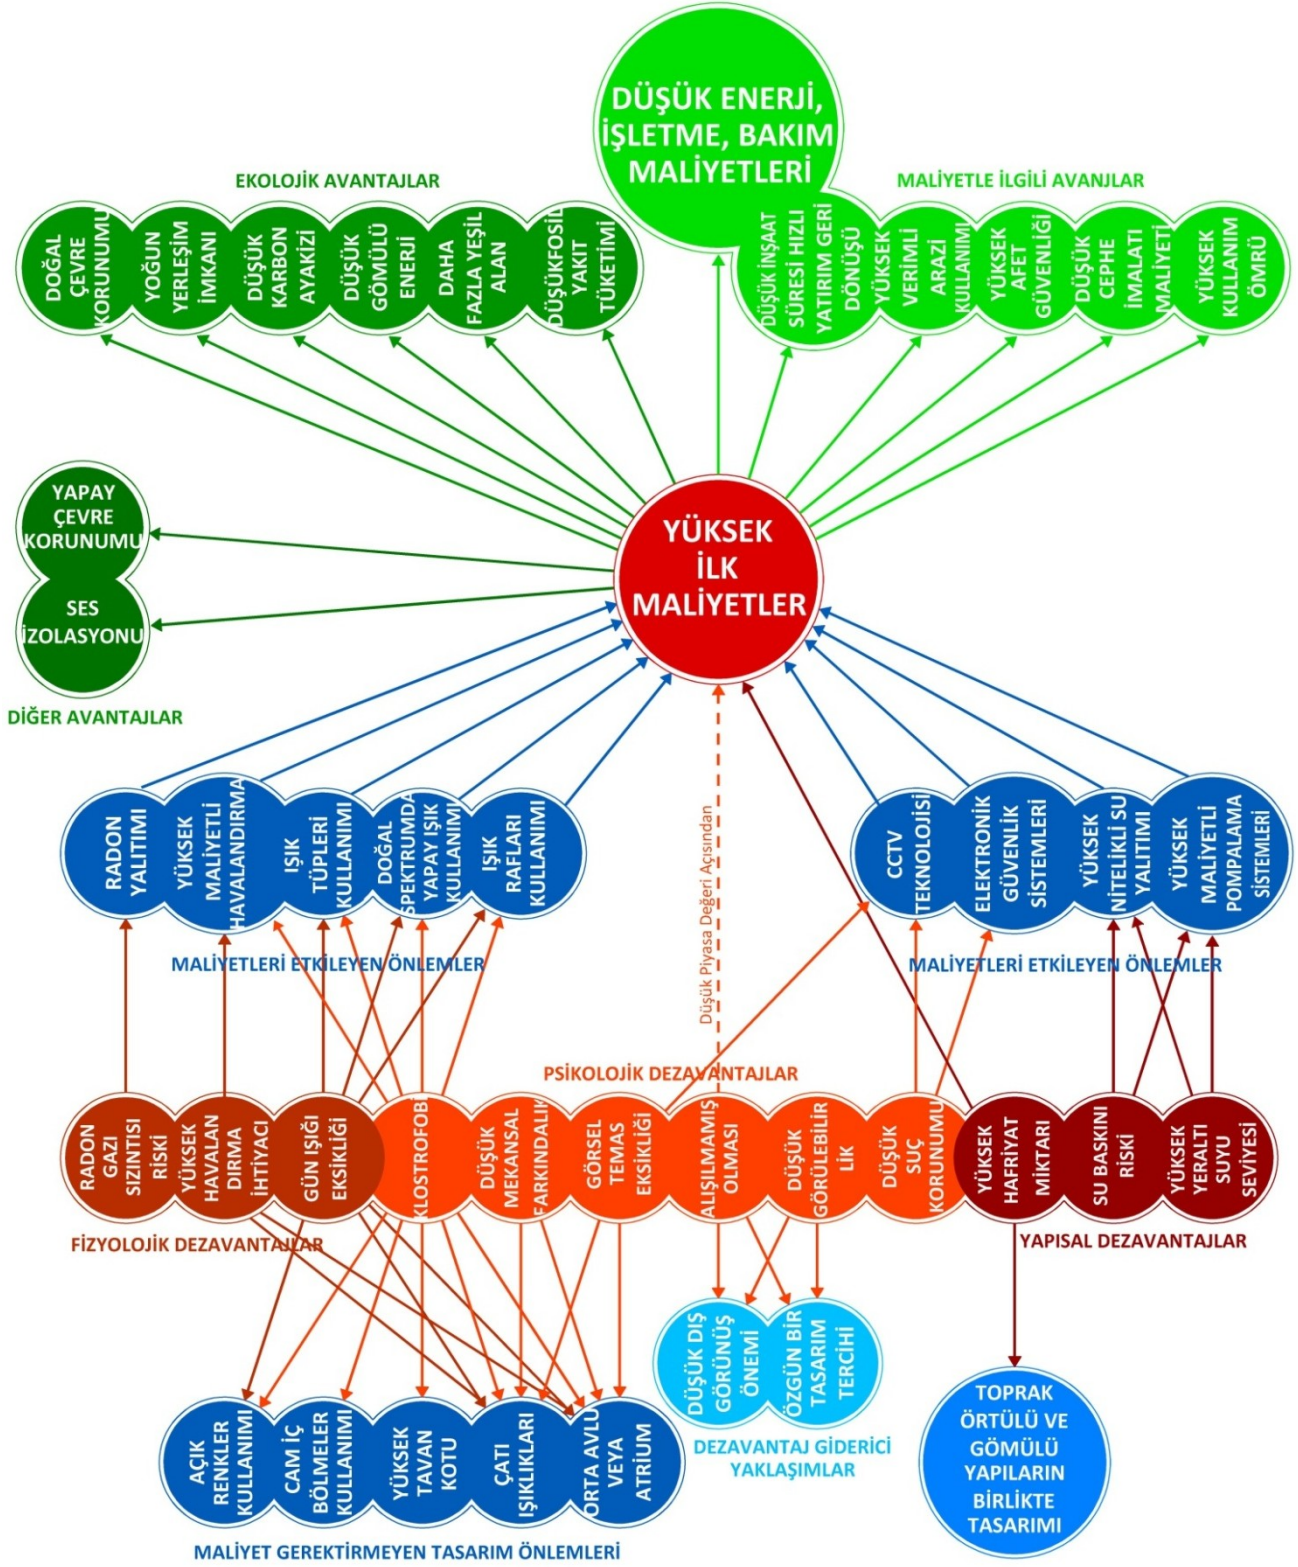 DÜŞÜK ENERJİ,
İŞLETME, BAKIM
MALİYETLERİ
EKOLOJİK AVANTAJLAR
MALİYETLE İLGİLİ AVANJLAR
DOĞAL
ÇEVRE
KORUNUMU
YOĞUN
YERLEŞİM
İMKANI
DÜŞÜK
KARBON
AYAKİZİ
DÜŞÜK
GÖMÜLÜ
ENERJİ
DAHA
FAZLA YEŞİL
ALAN
DÜŞÜKFOSİL
YAKIT
TÜKETİMİ
DÜŞÜK İNŞAAT
SÜRESİ HIZLI
YATIRIM GERİ
DÖNÜŞÜ
YÜKSEK
VERİMLİ
ARAZİ
KULLANIMI
YÜKSEK
AFET
GÜVENLİĞİ
DÜŞÜK
CEPHE
İMALATI
MALİYETİ
YÜKSEK
KULLANIM
ÖMRÜ
YAPAY
ÇEVRE
KORUNUMU
SES
İZOLASYONU
DİĞER AVANTAJLAR
YÜKSEK
İLK
MALİYETLER
RADON
YALITIMI
YÜKSEK
MALİYETLİ
HAVALANDIRMA
IŞIK
TÜPLERİ
KULLANIMI
DOĞAL
SPEKTRUMDA
YAPAY IŞIK
KULLANIMI
IŞIK
RAFLARI
KULLANIMI
Düşük Piyasa Değeri Açısından
CCTV
TEKNOLOJİSİ
ELEKTRONİK
GÜVENLİK
SİSTEMLERİ
YÜKSEK
NİTELİKLİ SU
YALITIMI
YÜKSEK
MALİYETLİ
POMPALAMA
SİSTEMLERİ
MALİYETLERİ ETKİLEYEN ÖNLEMLER
MALİYETLERİ ETKİLEYEN ÖNLEMLER
PSİKOLOJİK DEZAVANTAJLAR
RADON
GAZI
SIZINTISI
RİSKİ
YÜKSEK
HAVALAN
DIRMA
İHTİYACI
GÜN IŞIĞI
EKSİKLİĞİ
KLOSTROFOBİ
DÜŞÜK
MEKANSAL
FARKINDALIK
GÖRSEL
TEMAS
EKSİKLİĞİ
ALIŞILMAMIŞ
OLMASI
DÜŞÜK
GÖRÜLEBİLİR
LİK
DÜŞÜK
SUÇ
KORUNUMU
YÜKSEK
HAFRİYAT
MİKTARI
SU BASKINI
RİSKİ
YÜKSEK
YERALTI
SUYU
SEVİYESİ
FİZYOLOJİK DEZAVANTAJLAR
YAPISAL DEZAVANTAJLAR
DÜŞÜK DIŞ
GÖRÜNÜŞ
ÖNEMİ
ÖZGÜN BİR
TASARIM
TERCİHİ
DEZAVANTAJ GİDERİCİ
YAKLAŞIMLAR
AÇIK
RENKLER
KULLANIMI
CAM İÇ
BÖLMELER
KULLANIMI
YÜKSEK
TAVAN
KOTU
ÇATI
IŞIKLIKLARI
ORTA AVLU
VEYA
ATRİUM
TOPRAK
ÖRTÜLÜ VE
GÖMÜLÜ
YAPILARIN
BİRLİKTE
TASARIMI
MALİYET GEREKTİRMEYEN TASARIM ÖNLEMLERİ